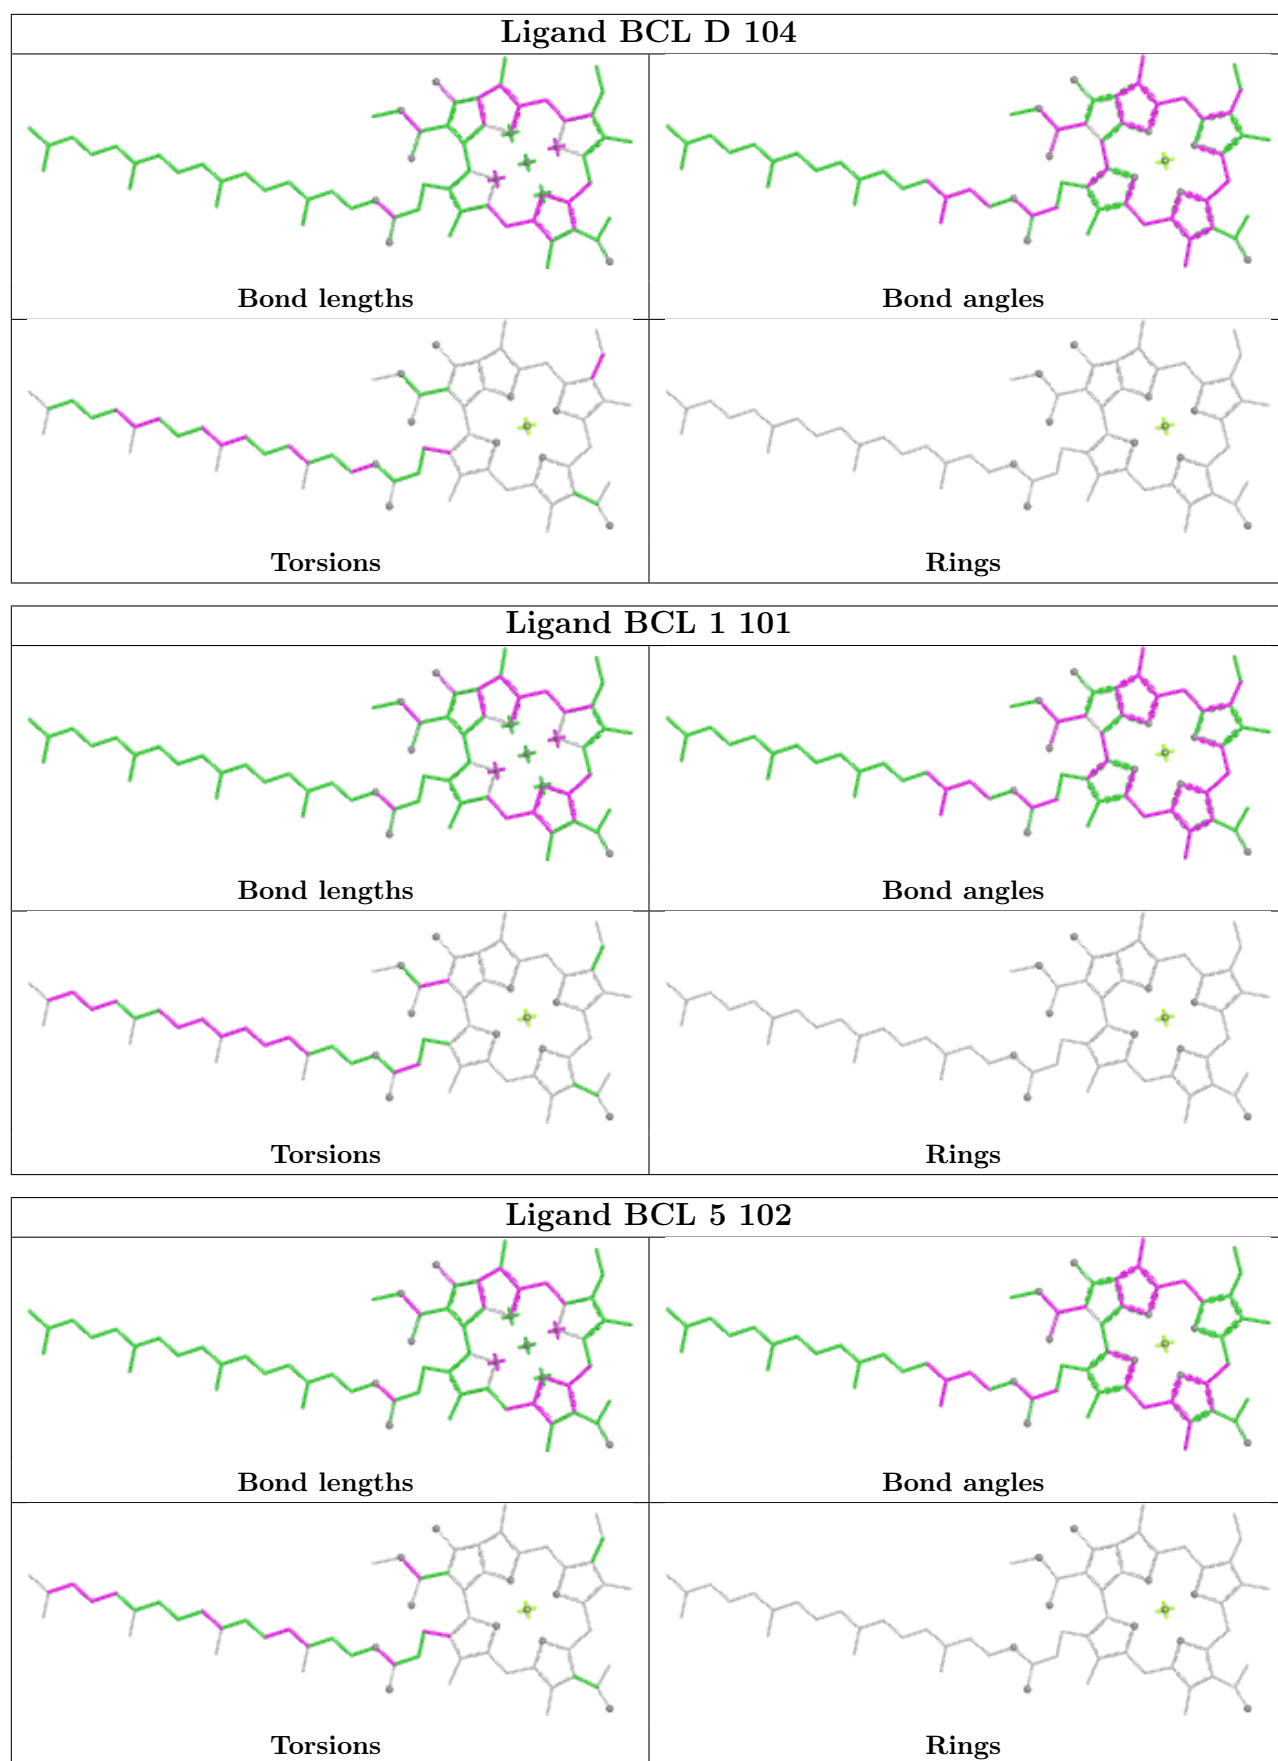 Ligand BCL D 104
Bond lengths
Bond angles
Torsions
Rings
Ligand BCL 1 101
Bond lengths
Bond angles
Torsions
Rings
Ligand BCL 5 102
Bond lengths
Bond angles
Torsions
Rings